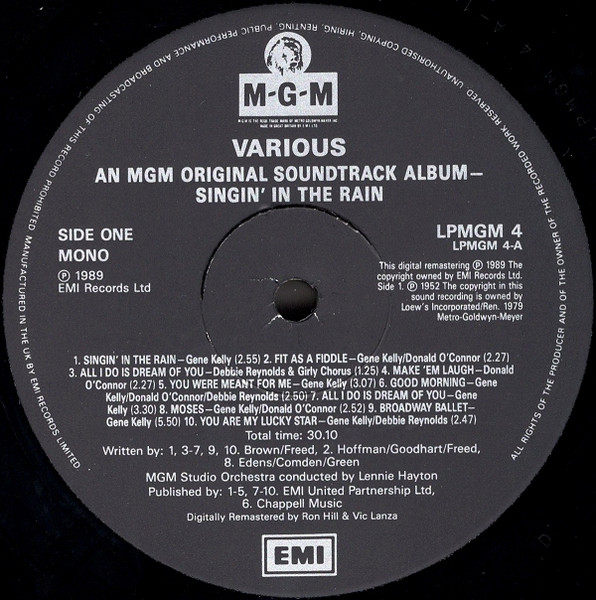 UNAUTHORISED COPYING, HIRING, RENTING, PUBLIC PERFORMANCE AND BROADCASTING OF THIS RECORD PROHIBITED MANUFACTURED IN THE UK BY EMI RECORDS LIMITED
ALL RIGHTS OF THE PRODUCER AND OF THE OWNER OF THE RECORDED WORK RESERVED
M-G-M
M-G-M IS THE REGD TRADE MARK OF METRO-GOLDWYN-MAYER INC
MADE IN GREAT BRITAIN BY E M I LTD
VARIOUS
AN MGM ORIGINAL SOUNDTRACK ALBUM—
SINGIN' IN THE RAIN
SIDE ONE
MONO
℗ 1989
EMI Records Ltd
LPMGM 4
LPMGM 4-A
This digital remastering ℗ 1989 The
copyright owned by EMI Records Ltd.
Side 1. ℗ 1952 The copyright in this
sound recording is owned by
Loew's Incorporated/Ren. 1979
Metro-Goldwyn-Meyer
1. SINGIN' IN THE RAIN—Gene Kelly (2.55) 2. FIT AS A FIDDLE—Gene Kelly/Donald O'Connor (2.27)
3. ALL I DO IS DREAM OF YOU—Debbie Reynolds & Girly Chorus (1.25) 4. MAKE 'EM LAUGH—Donald
O'Connor (2.27) 5. YOU WERE MEANT FOR ME—Gene Kelly (3.07) 6. GOOD MORNING—Gene
Kelly/Donald O'Connor/Debbie Reynolds (2.50) 7. ALL I DO IS DREAM OF YOU—Gene
Kelly (3.30) 8. MOSES—Gene Kelly/Donald O'Connor (2.52) 9. BROADWAY BALLET—
Gene Kelly (5.50) 10. YOU ARE MY LUCKY STAR—Gene Kelly/Debbie Reynolds (2.47)
Total time: 30.10
Written by: 1, 3-7, 9, 10. Brown/Freed, 2. Hoffman/Goodhart/Freed,
8. Edens/Comden/Green
MGM Studio Orchestra conducted by Lennie Hayton
Published by: 1-5, 7-10. EMI United Partnership Ltd,
6. Chappell Music
Digitally Remastered by Ron Hill & Vic Lanza
EMI